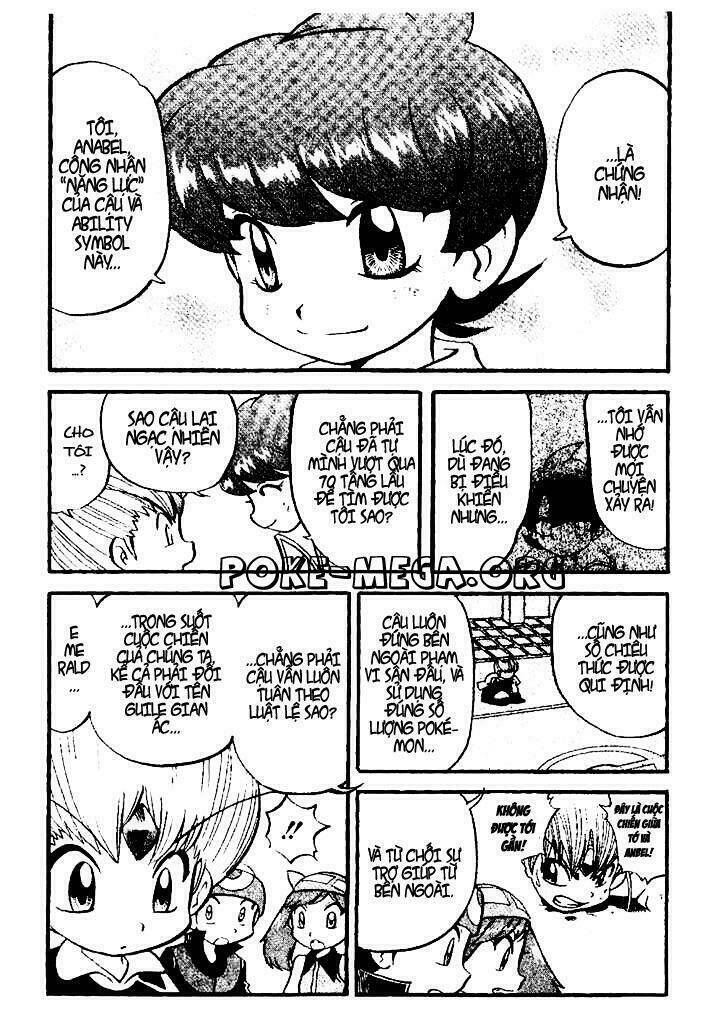 TÔI,
ANABEL,
CÔNG NHẬN
"NĂNG LỰC"
CỦA CẬU VÀ
ABILITY
SYMBOL
NÀY...
...LÀ
CHỨNG
NHẬN!
CHO
TÔI
...?
SAO CẬU LẠI
NGẠC NHIÊN
VẬY?
CHẲNG PHẢI
CẬU ĐÃ TỰ
MÌNH VƯỢT QUA
70 TẦNG LẦU
ĐỂ TÌM ĐƯỢC
TÔI SAO?
LÚC ĐÓ,
DÙ ĐANG
BỊ ĐIỀU
KHIỂN
NHƯNG...
...TÔI VẪN
NHỚ
ĐƯỢC
MỌI
CHUYỆN
XẢY RA!
POKE-MEGA.ORG
E
ME
RALD
...
...TRONG SUỐT
CUỘC CHIẾN
CỦA CHÚNG TA,
KỂ CẢ PHẢI ĐỐI
ĐẦU VỚI TÊN
GUILE GIAN
ÁC...
...CHẲNG PHẢI
CẬU VẪN LUÔN
TUÂN THEO
LUẬT LỆ SAO?
CẬU LUÔN
ĐỨNG BÊN
NGOÀI PHẠM
VI SÂN ĐẤU, VÀ
SỬ DỤNG
ĐÚNG SỐ
LƯỢNG POKÉ-
MON...
...CŨNG NHƯ
SỐ CHIÊU
THỨC ĐƯỢC
QUI ĐỊNH!
!!
VÀ TỪ CHỐI SỰ
TRỢ GIÚP TỪ
BÊN NGOÀI.
KHÔNG
ĐƯỢC TỚI
GẦN!
ĐÂY LÀ CUỘC
CHIẾN GIỮA
TỚ VÀ
ANBEL!